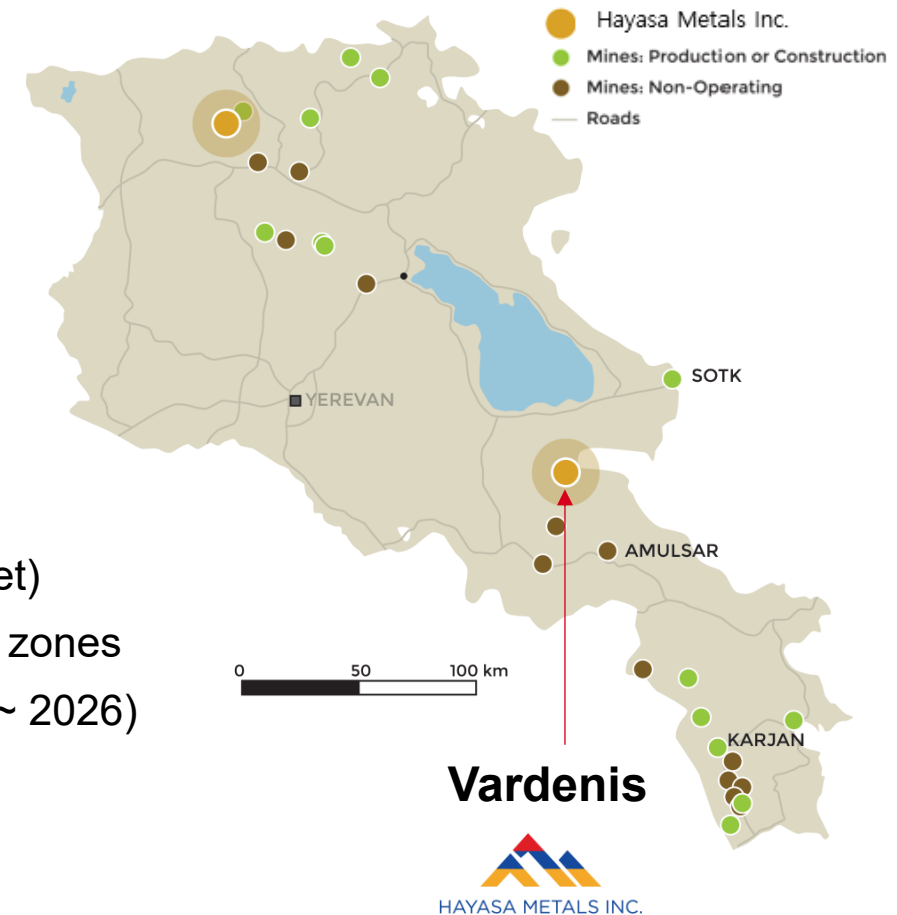 Hayasa Metals Inc.
Mines: Production or Construction
Mines: Non-Operating
Roads
SOTK
YEREVAN
AMULSAR
et)
zones
~ 2026)
0 50 100 km
KARJAN
Vardenis
HAYASA METALS INC.